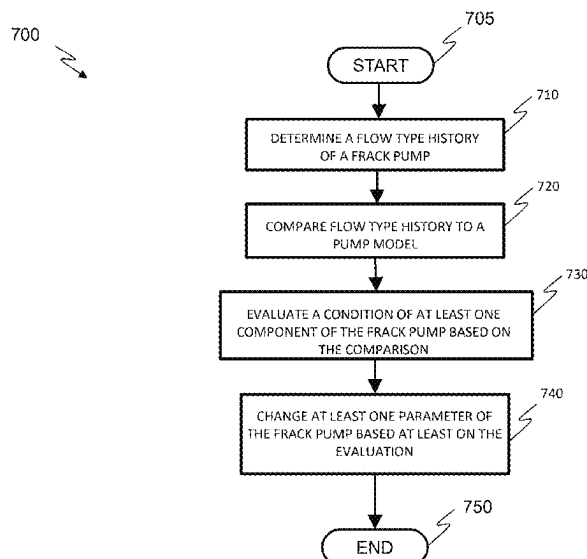 700
705
START
710
DETERMINE A FLOW TYPE HISTORY
OF A FRACK PUMP
720
COMPARE FLOW TYPE HISTORY TO A
PUMP MODEL
730
EVALUATE A CONDITION OF AT LEAST ONE
COMPONENT OF THE FRACK PUMP BASED ON
THE COMPARISON
740
CHANGE AT LEAST ONE PARAMETER OF
THE FRACK PUMP BASED AT LEAST ON THE
EVALUATION
750
END